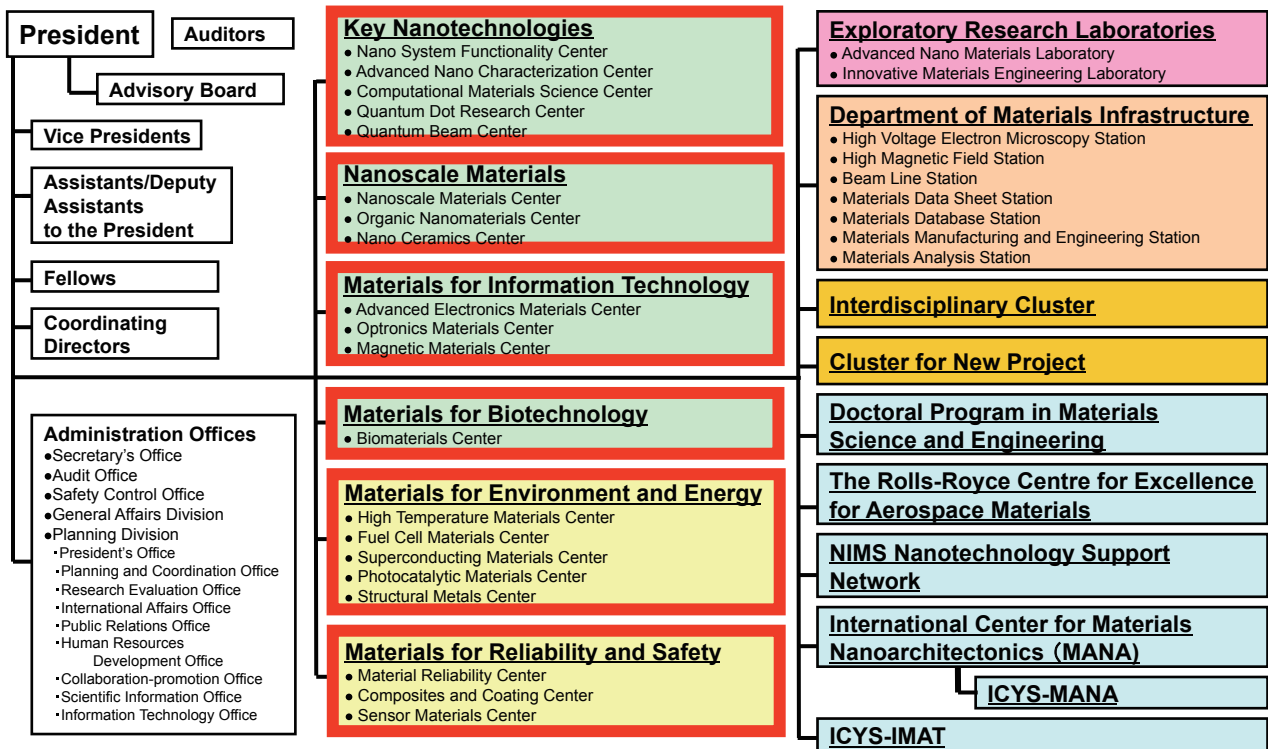 President
Auditors
Advisory Board
Vice Presidents
Assistants/Deputy
Assistants
to the President
Fellows
Coordinating
Directors
Administration Offices
●Secretary's Office
●Audit Office
●Safety Control Office
●General Affairs Division
●Planning Division
・President's Office
・Planning and Coordination Office
・Research Evaluation Office
・International Affairs Office
・Public Relations Office
・Human Resources
Development Office
・Collaboration-promotion Office
・Scientific Information Office
・Information Technology Office
Key Nanotechnologies
● Nano System Functionality Center
● Advanced Nano Characterization Center
● Computational Materials Science Center
● Quantum Dot Research Center
● Quantum Beam Center
Nanoscale Materials
● Nanoscale Materials Center
● Organic Nanomaterials Center
● Nano Ceramics Center
Materials for Information Technology
● Advanced Electronics Materials Center
● Optronics Materials Center
● Magnetic Materials Center
Materials for Biotechnology
● Biomaterials Center
Materials for Environment and Energy
● High Temperature Materials Center
● Fuel Cell Materials Center
● Superconducting Materials Center
● Photocatalytic Materials Center
● Structural Metals Center
Materials for Reliability and Safety
● Material Reliability Center
● Composites and Coating Center
● Sensor Materials Center
Exploratory Research Laboratories
● Advanced Nano Materials Laboratory
● Innovative Materials Engineering Laboratory
Department of Materials Infrastructure
● High Voltage Electron Microscopy Station
● High Magnetic Field Station
● Beam Line Station
● Materials Data Sheet Station
● Materials Database Station
● Materials Manufacturing and Engineering Station
● Materials Analysis Station
Interdisciplinary Cluster
Cluster for New Project
Doctoral Program in Materials
Science and Engineering
The Rolls-Royce Centre for Excellence
for Aerospace Materials
NIMS Nanotechnology Support
Network
International Center for Materials
Nanoarchitectonics （MANA)
ICYS-MANA
ICYS-IMAT